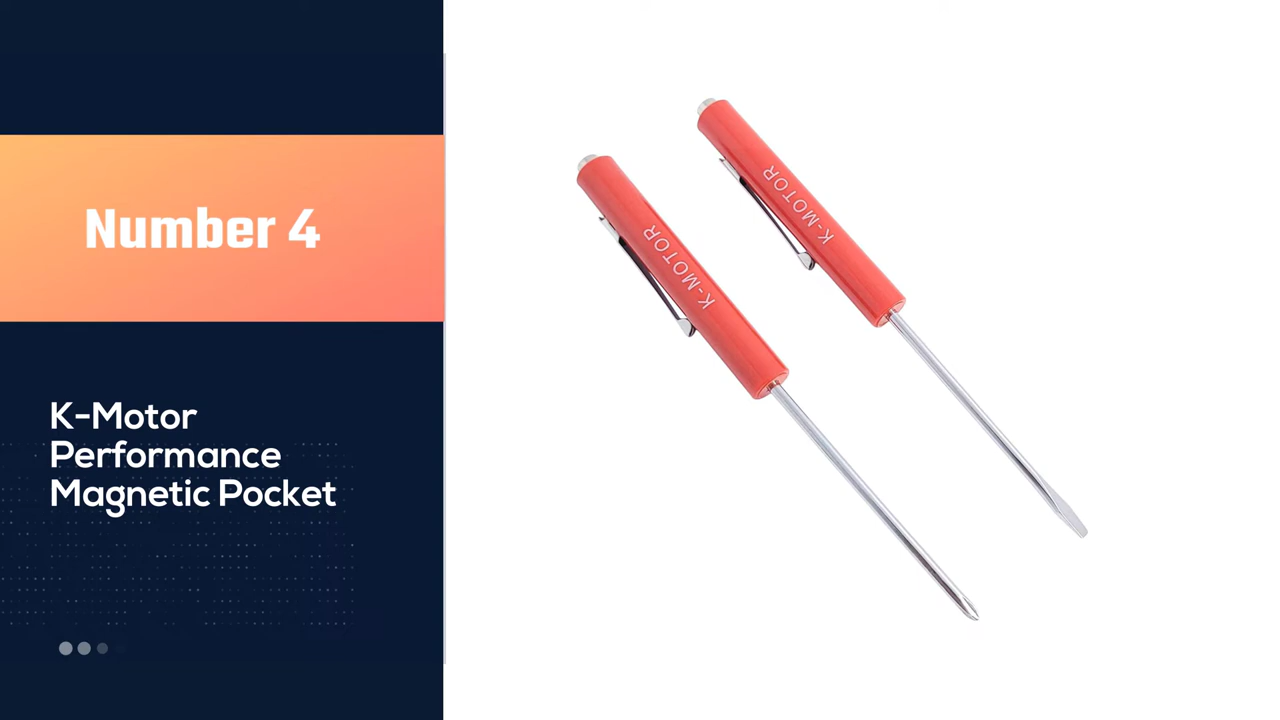 Number 4
K-Motor
Performance
Magnetic Pocket
K-MOTOR
K-MOTOR